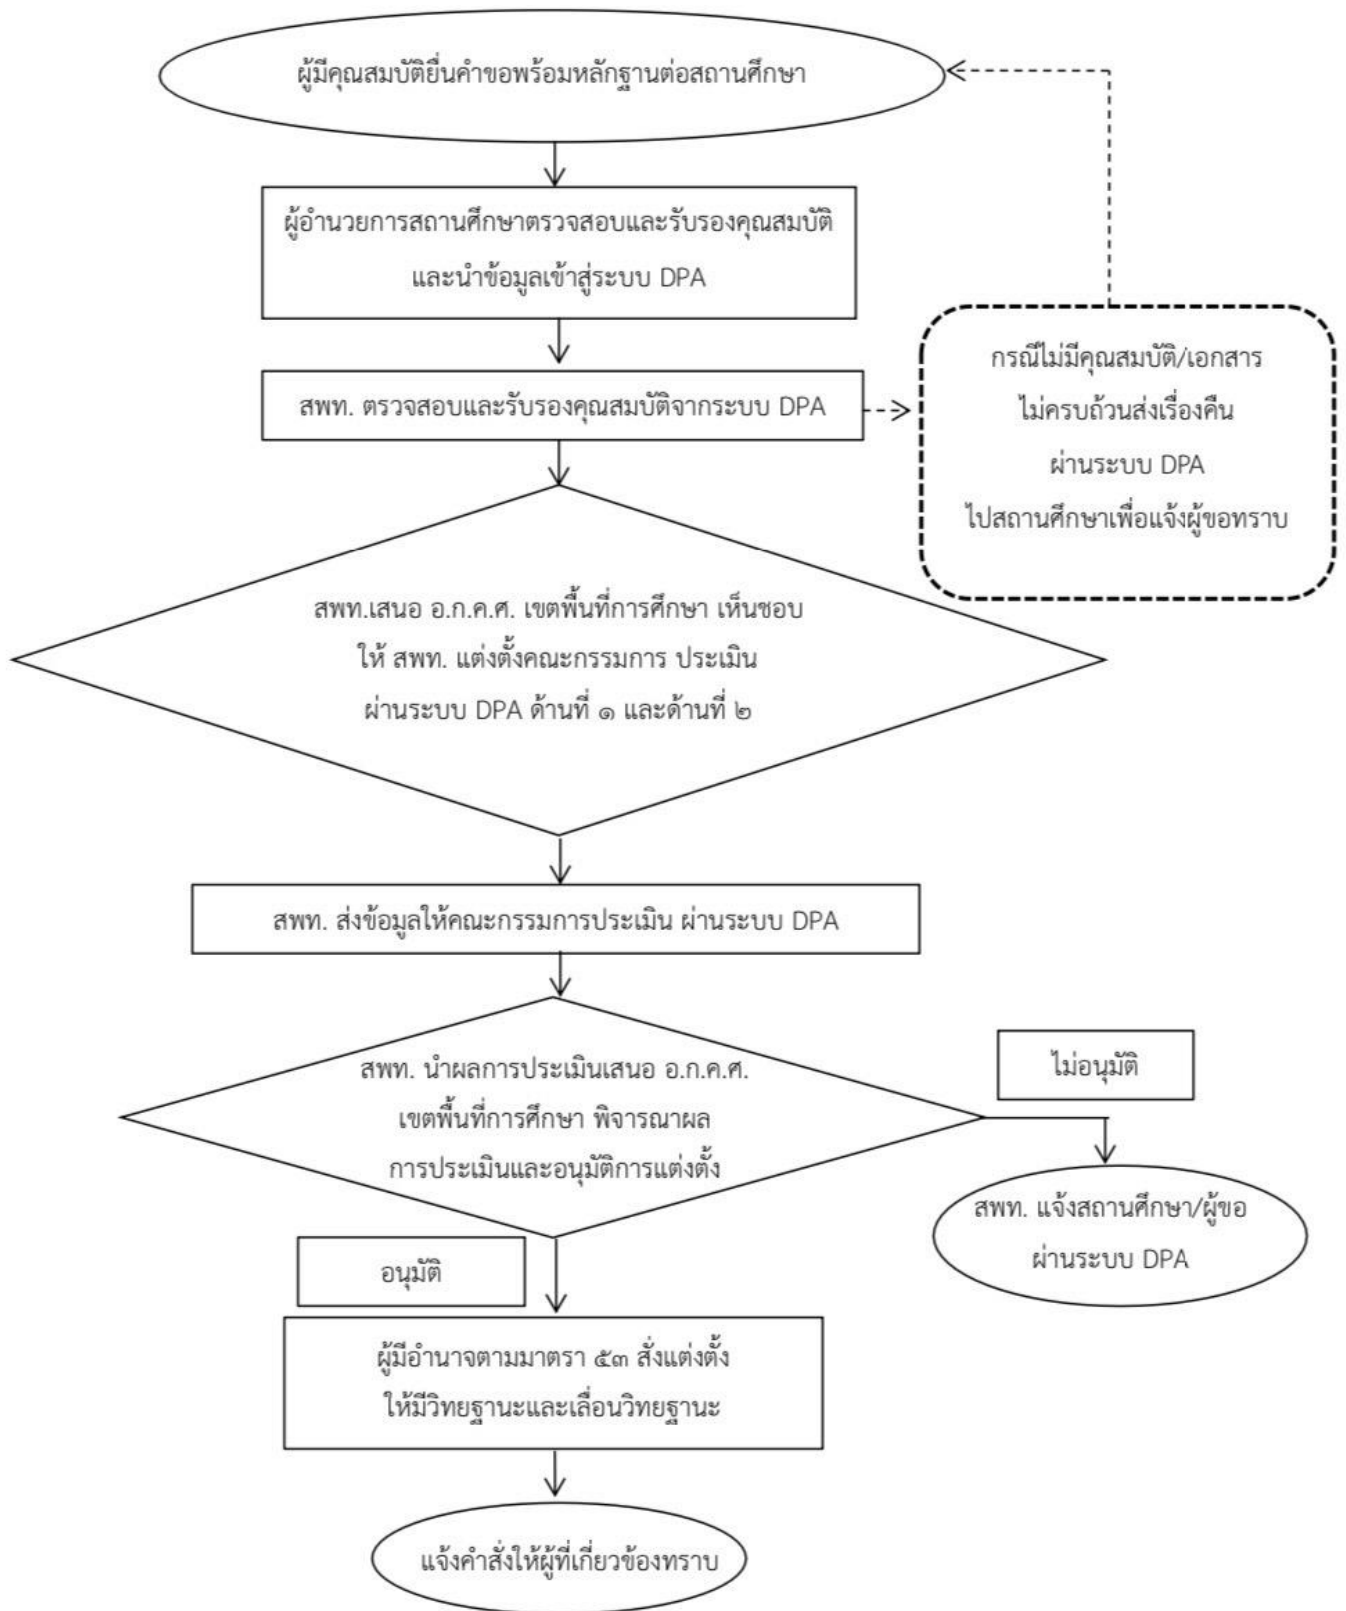 ผู้มีคุณสมบัติยื่นคำขอพร้อมหลักฐานต่อสถานศึกษา
ผู้อำนวยการสถานศึกษาตรวจสอบและรับรองคุณสมบัติ
และนำข้อมูลเข้าสู่ระบบ DPA
สพท. ตรวจสอบและรับรองคุณสมบัติจากระบบ DPA
กรณีไม่มีคุณสมบัติ/เอกสาร
ไม่ครบถ้วนส่งเรื่องคืน
ผ่านระบบ DPA
ไปสถานศึกษาเพื่อแจ้งผู้ขอทราบ
สพท.เสนอ อ.ก.ค.ศ. เขตพื้นที่การศึกษา เห็นชอบ
ให้ สพท. แต่งตั้งคณะกรรมการ ประเมิน
ผ่านระบบ DPA ด้านที่ ๑ และด้านที่ ๒
สพท. ส่งข้อมูลให้คณะกรรมการประเมิน ผ่านระบบ DPA
สพท. นำผลการประเมินเสนอ อ.ก.ค.ศ.
เขตพื้นที่การศึกษา พิจารณาผล
การประเมินและอนุมัติการแต่งตั้ง
ไม่อนุมัติ
สพท. แจ้งสถานศึกษา/ผู้ขอ
ผ่านระบบ DPA
อนุมัติ
ผู้มีอำนาจตามมาตรา ๕๓ สั่งแต่งตั้ง
ให้มีวิทยฐานะและเลื่อนวิทยฐานะ
แจ้งคำสั่งให้ผู้ที่เกี่ยวข้องทราบ